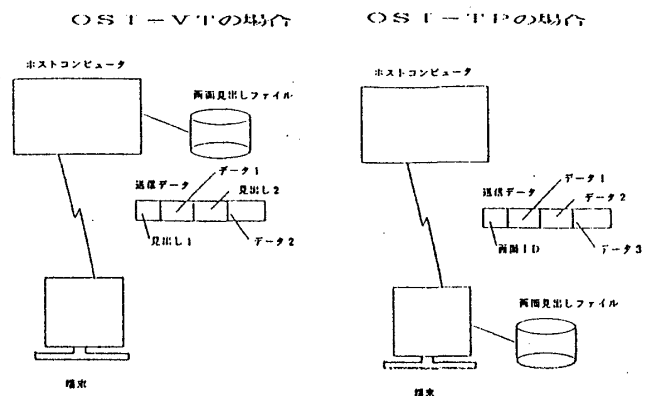 OSI-VTの場合
ホストコンピュータ
画面見出しファイル
送信データ
データ1
見出し2
見出し1
データ2
端末
OSI-TPの場合
ホストコンピュータ
送信データ
データ1
データ2
画面ID
データ3
画面見出しファイル
端末